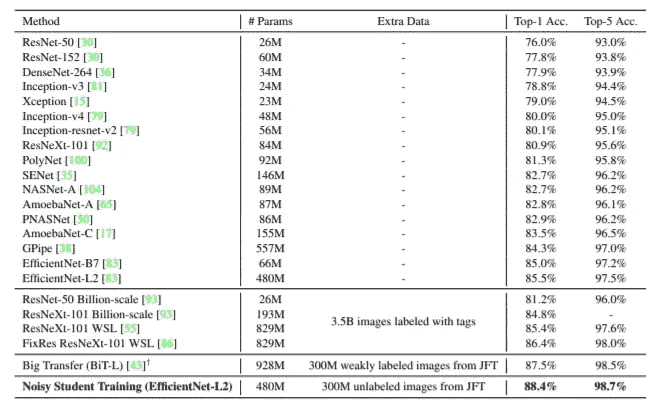 Method # Params Extra Data Top-1 Acc. Top-5 Acc.
ResNet-50 [30] 26M - 76.0% 93.0%
ResNet-152 [30] 60M - 77.8% 93.8%
DenseNet-264 [36] 34M - 77.9% 93.9%
Inception-v3 [81] 24M - 78.8% 94.4%
Xception [15] 23M - 79.0% 94.5%
Inception-v4 [79] 48M - 80.0% 95.0%
Inception-resnet-v2 [79] 56M - 80.1% 95.1%
ResNeXt-101 [92] 84M - 80.9% 95.6%
PolyNet [100] 92M - 81.3% 95.8%
SENet [35] 146M - 82.7% 96.2%
NASNet-A [104] 89M - 82.7% 96.2%
AmoebaNet-A [65] 87M - 82.8% 96.1%
PNASNet [50] 86M - 82.9% 96.2%
AmoebaNet-C [17] 155M - 83.5% 96.5%
GPipe [38] 557M - 84.3% 97.0%
EfficientNet-B7 [83] 66M - 85.0% 97.2%
EfficientNet-L2 [83] 480M - 85.5% 97.5%
ResNet-50 Billion-scale [93] 26M 81.2% 96.0%
ResNeXt-101 Billion-scale [93] 193M 84.8% -
3.5B images labeled with tags
ResNeXt-101 WSL [55] 829M 85.4% 97.6%
FixRes ResNeXt-101 WSL [86] 829M 86.4% 98.0%
Big Transfer (BiT-L) [43]† 928M 300M weakly labeled images from JFT 87.5% 98.5%
Noisy Student Training (EfficientNet-L2) 480M 300M unlabeled images from JFT 88.4% 98.7%